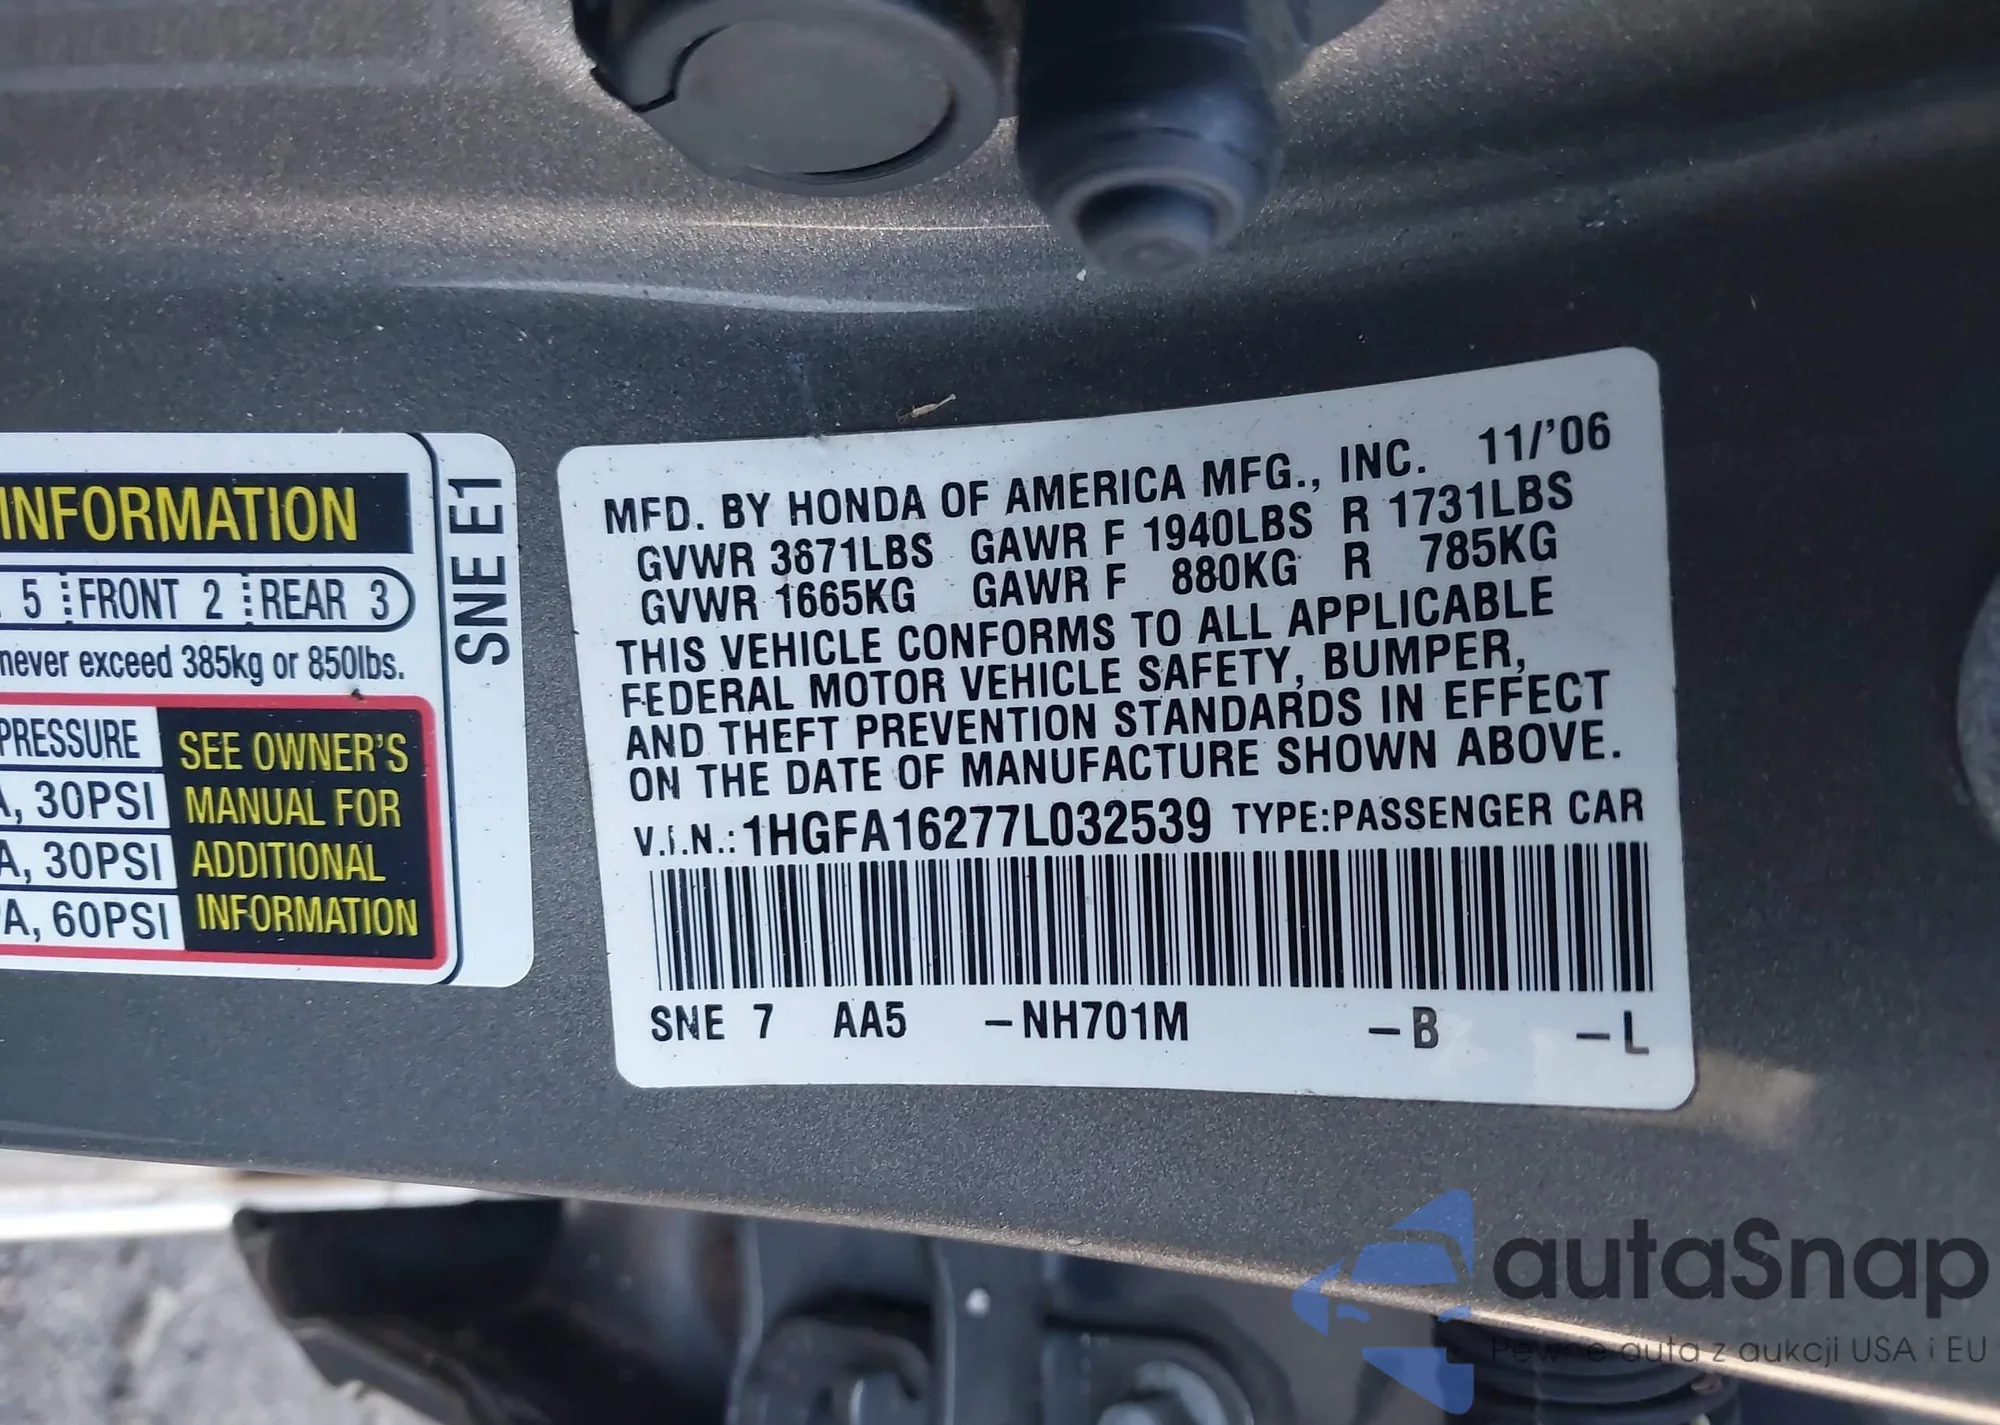 INFORMATION
5 FRONT 2 REAR 3
never exceed 385kg or 850lbs.
PRESSURE
A, 30PSI
A, 30PSI
PA, 60PSI
SEE OWNER'S
MANUAL FOR
ADDITIONAL
INFORMATION
SNE E1
MFD. BY HONDA OF AMERICA MFG., INC. 11/'06
GVWR 3671LBS GAWR F 1940LBS R 1731LBS
GVWR 1665KG GAWR F 880KG R 785KG
THIS VEHICLE CONFORMS TO ALL APPLICABLE
FEDERAL MOTOR VEHICLE SAFETY, BUMPER,
AND THEFT PREVENTION STANDARDS IN EFFECT
ON THE DATE OF MANUFACTURE SHOWN ABOVE.
V.I.N.: 1HGFA16277L032539 TYPE:PASSENGER CAR
SNE 7 AA5 -NH701M -B -L
autaSnap
Pewne auta z aukcji USA i EU